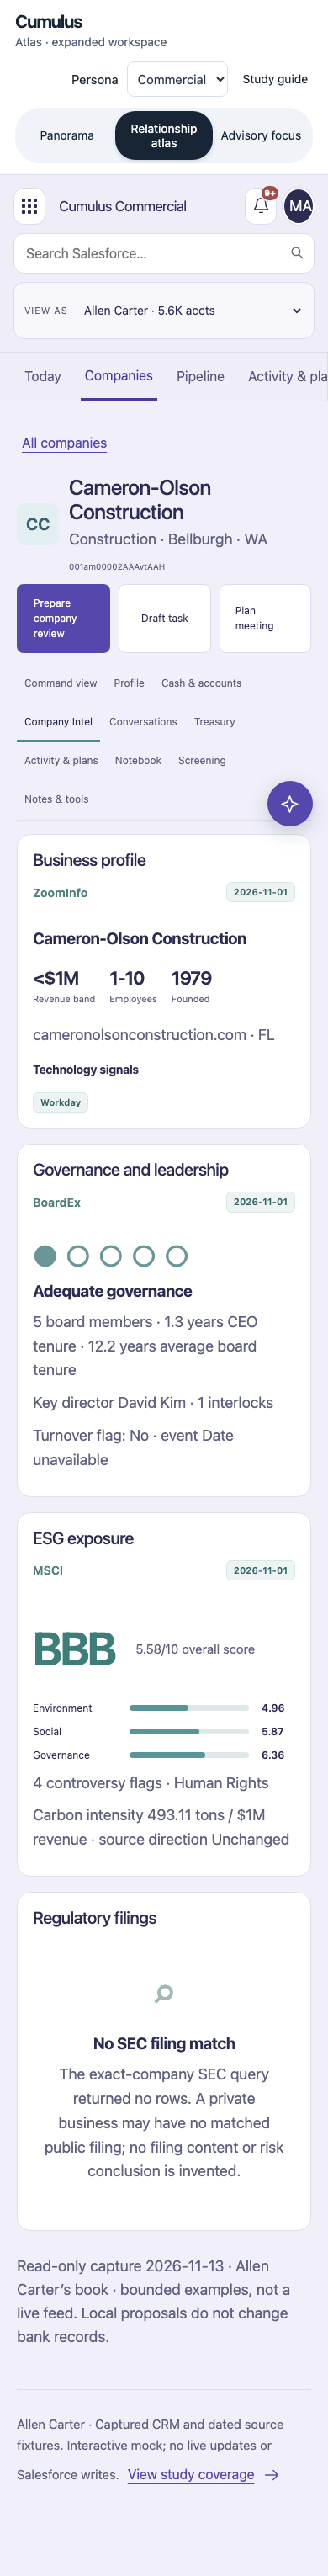 Cumulus
Atlas · expanded workspace
Persona Commercial Study guide
Panorama Relationship atlas Advisory focus
Cumulus Commercial 9+ MA
Search Salesforce...
VIEW AS Allen Carter · 5.6K accts
Today Companies Pipeline Activity & pla
All companies
CC
Cameron-Olson
Construction
Construction · Bellburgh · WA
001am00002AAAvtAAH
Prepare company review
Draft task
Plan meeting
Command view Profile Cash & accounts
Company Intel Conversations Treasury
Activity & plans Notebook Screening
Notes & tools
Business profile
ZoomInfo 2026-11-01
Cameron-Olson Construction
<$1M 1-10 1979
Revenue band Employees Founded
cameronolsonconstruction.com · FL
Technology signals
Workday
Governance and leadership
BoardEx 2026-11-01
Adequate governance
5 board members · 1.3 years CEO
tenure · 12.2 years average board
tenure
Key director David Kim · 1 interlocks
Turnover flag: No · event Date
unavailable
ESG exposure
MSCI 2026-11-01
BBB 5.58/10 overall score
Environment 4.96
Social 5.87
Governance 6.36
4 controversy flags · Human Rights
Carbon intensity 493.11 tons / $1M
revenue · source direction Unchanged
Regulatory filings
No SEC filing match
The exact-company SEC query
returned no rows. A private
business may have no matched
public filing; no filing content or risk
conclusion is invented.
Read-only capture 2026-11-13 · Allen
Carter’s book · bounded examples, not a
live feed. Local proposals do not change
bank records.
Allen Carter · Captured CRM and dated source
fixtures. Interactive mock; no live updates or
Salesforce writes. View study coverage →